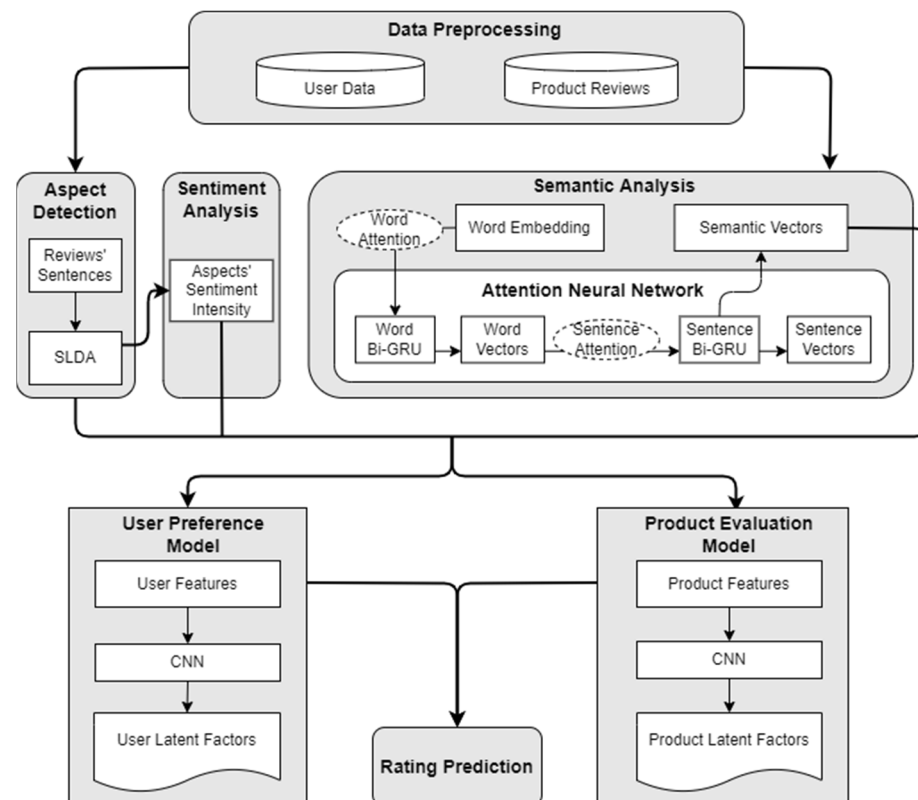 Data Preprocessing
User Data
Product Reviews
Aspect
Detection
Reviews'
Sentences
SLDA
Sentiment
Analysis
Aspects'
Sentiment
Intensity
Semantic Analysis
Word
Attention
Word Embedding
Semantic Vectors
Attention Neural Network
Word
Bi-GRU
Word
Vectors
Sentence
Attention
Sentence
Bi-GRU
Sentence
Vectors
User Preference
Model
User Features
CNN
User Latent Factors
Product Evaluation
Model
Product Features
CNN
Product Latent Factors
Rating Prediction